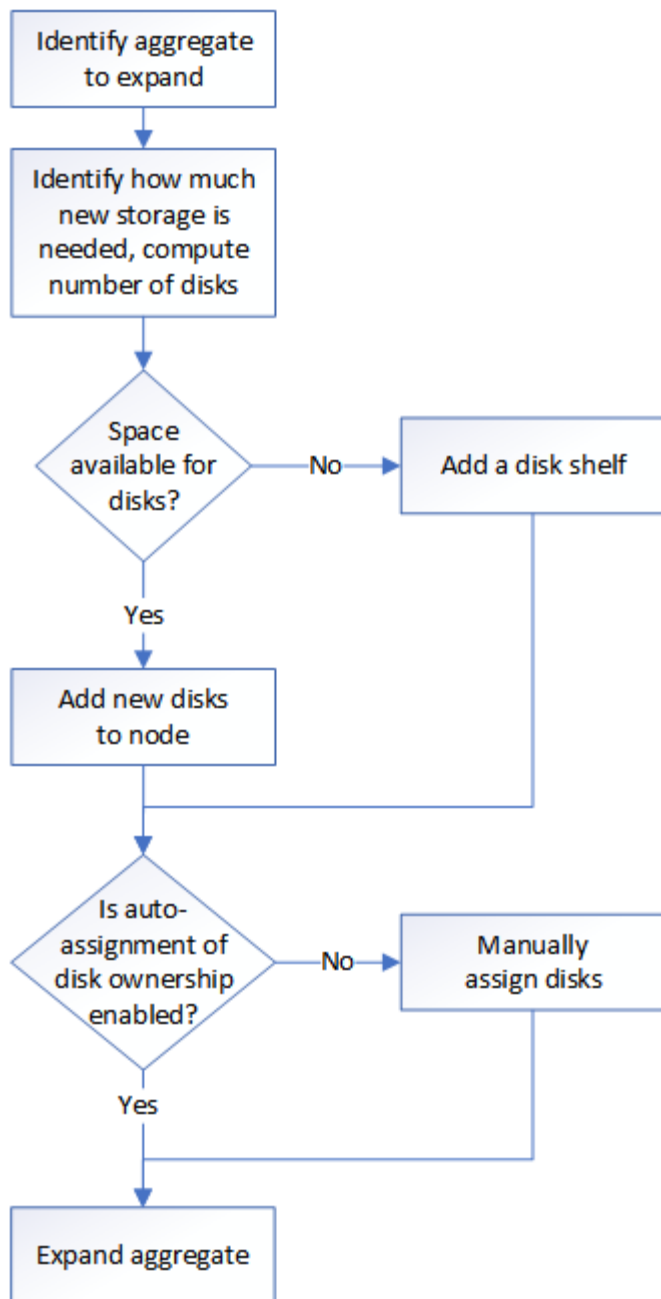 Identify aggregate
to expand
Identify how much
new storage is
needed, compute
number of disks
Space
available for
disks?
No
Add a disk shelf
Yes
Add new disks
to node
Is auto-
assignment of
disk ownership
enabled?
No
Manually
assign disks
Yes
Expand aggregate